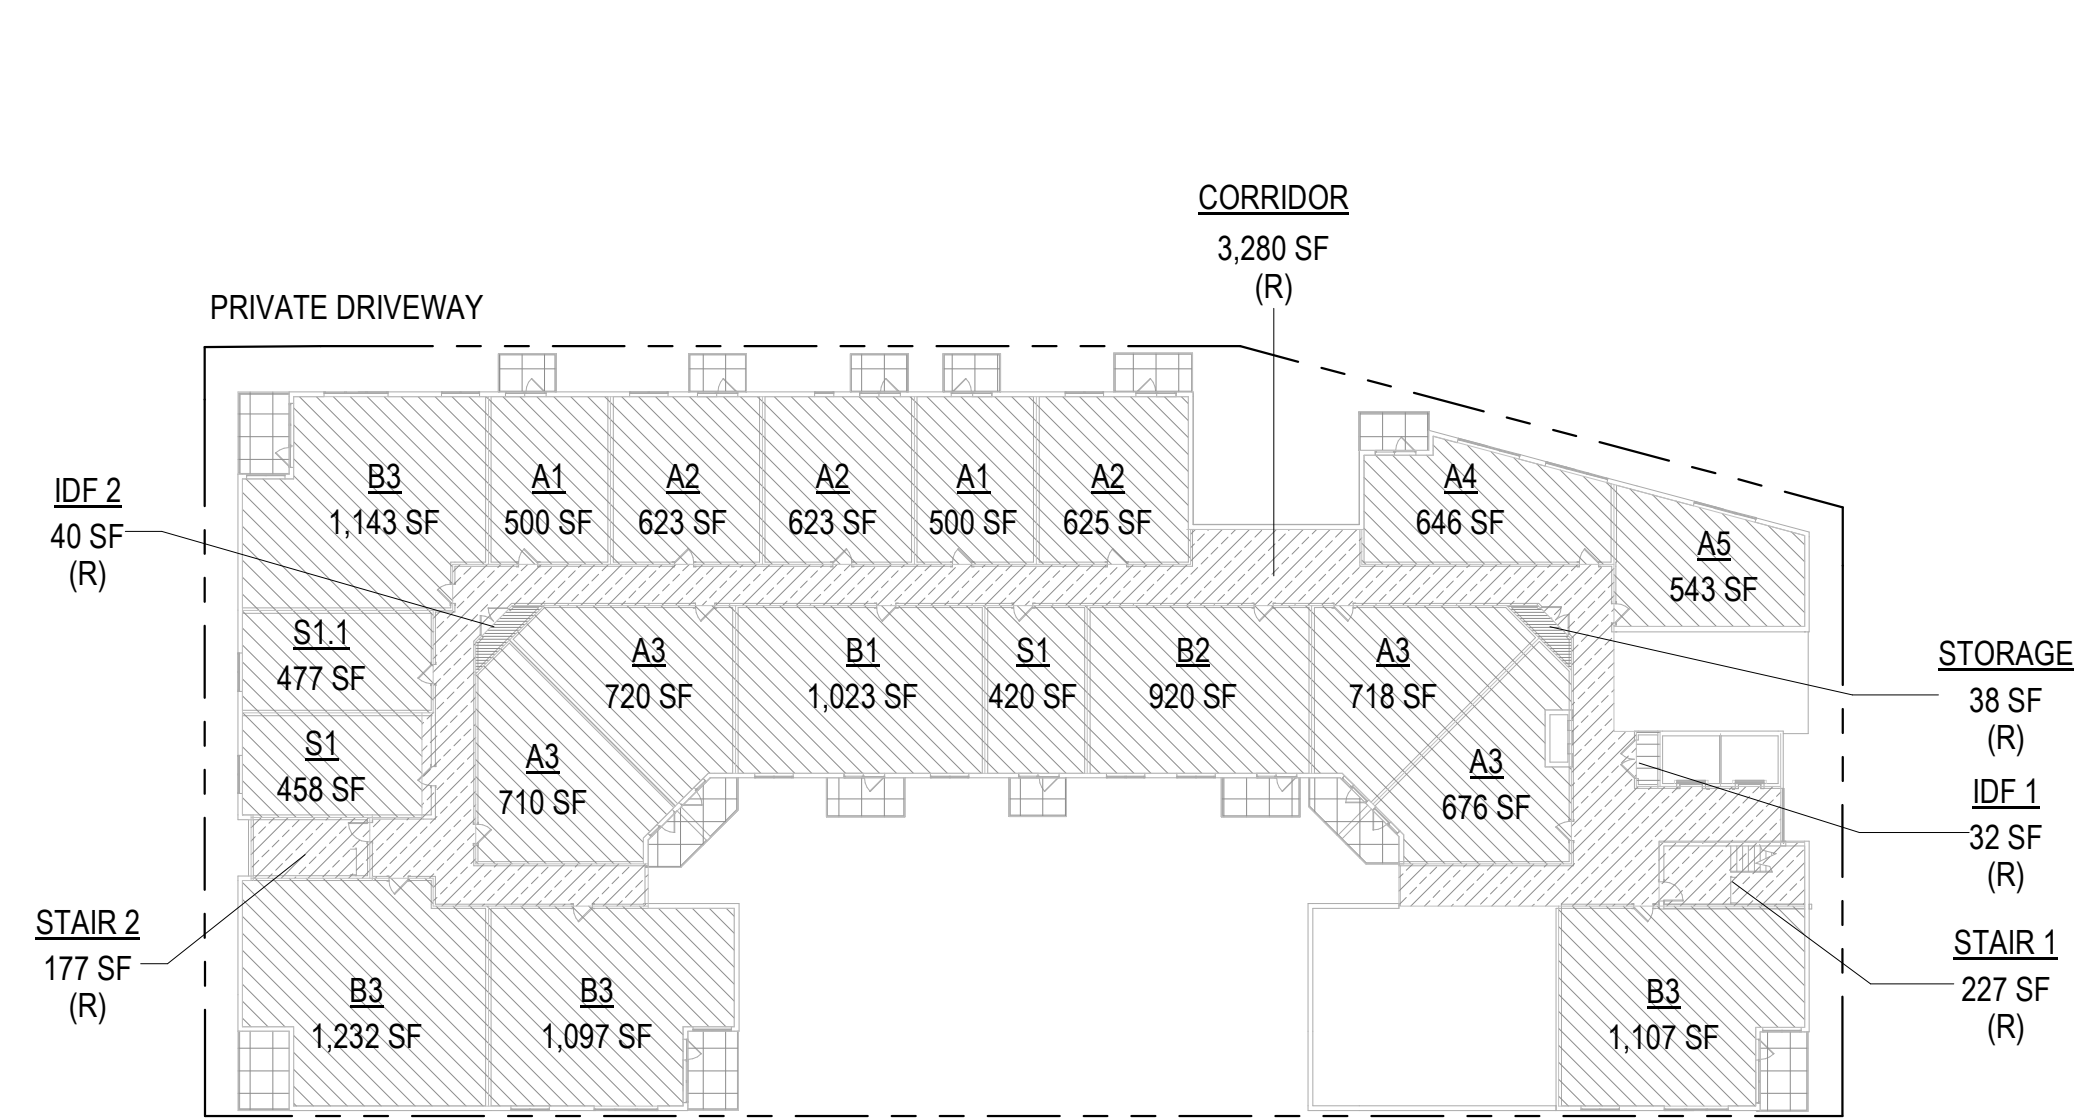 CORRIDOR
3,280 SF
(R)
PRIVATE DRIVEWAY
IDF 2
40 SF
(R)
B3
1,143 SF
A1
500 SF
A2
623 SF
A2
623 SF
A1
500 SF
A2
625 SF
A4
646 SF
A5
543 SF
S1.1
477 SF
A3
720 SF
B1
1,023 SF
S1
420 SF
B2
920 SF
A3
718 SF
STORAGE
38 SF
(R)
S1
458 SF
A3
710 SF
A3
676 SF
IDF 1
32 SF
(R)
STAIR 2
177 SF
(R)
STAIR 1
227 SF
(R)
B3
1,232 SF
B3
1,097 SF
B3
1,107 SF